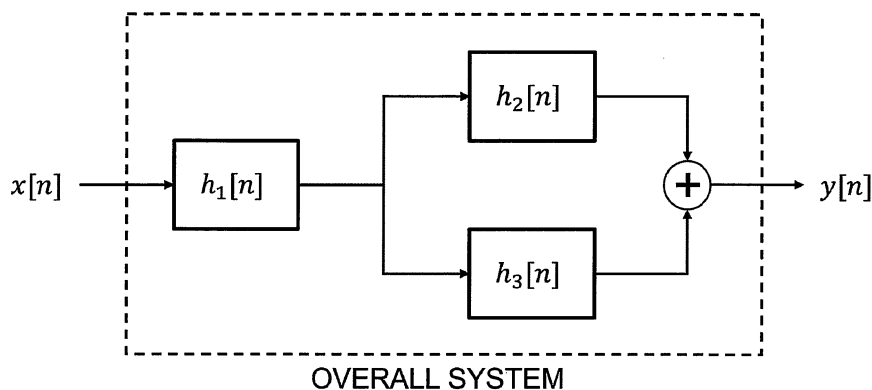 h₂[n]
x[n]
h₁[n]
+
y[n]
h₃[n]
OVERALL SYSTEM